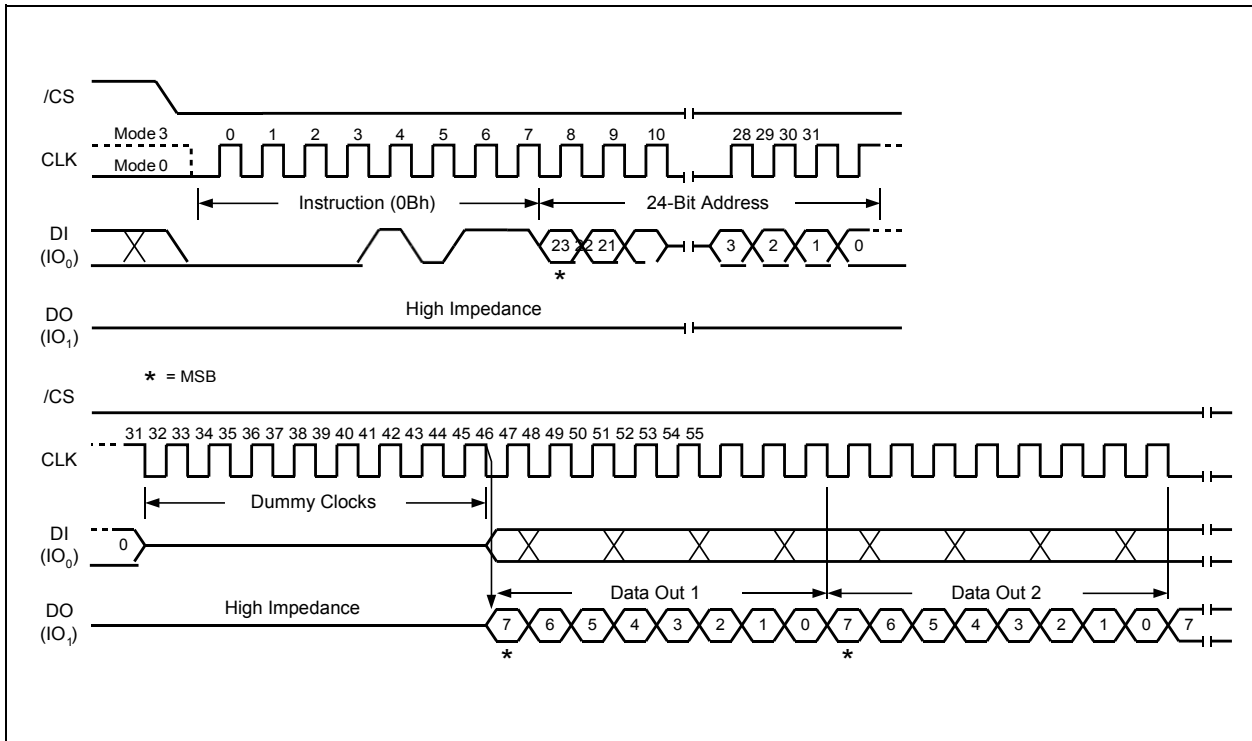 /CS
Mode 3
0 1 2 3 4 5 6 7 8 9 10 28 29 30 31
CLK
Mode 0
Instruction (0Bh) 24-Bit Address
DI
(IO0)
23 22 21 3 2 1 0
*
DO
(IO1)
High Impedance
* = MSB
/CS
31 32 33 34 35 36 37 38 39 40 41 42 43 44 45 46 47 48 49 50 51 52 53 54 55
CLK
Dummy Clocks
DI
(IO0)
0
DO
(IO1)
High Impedance
Data Out 1 Data Out 2
7 6 5 4 3 2 1 0 7 6 5 4 3 2 1 0 7
* *